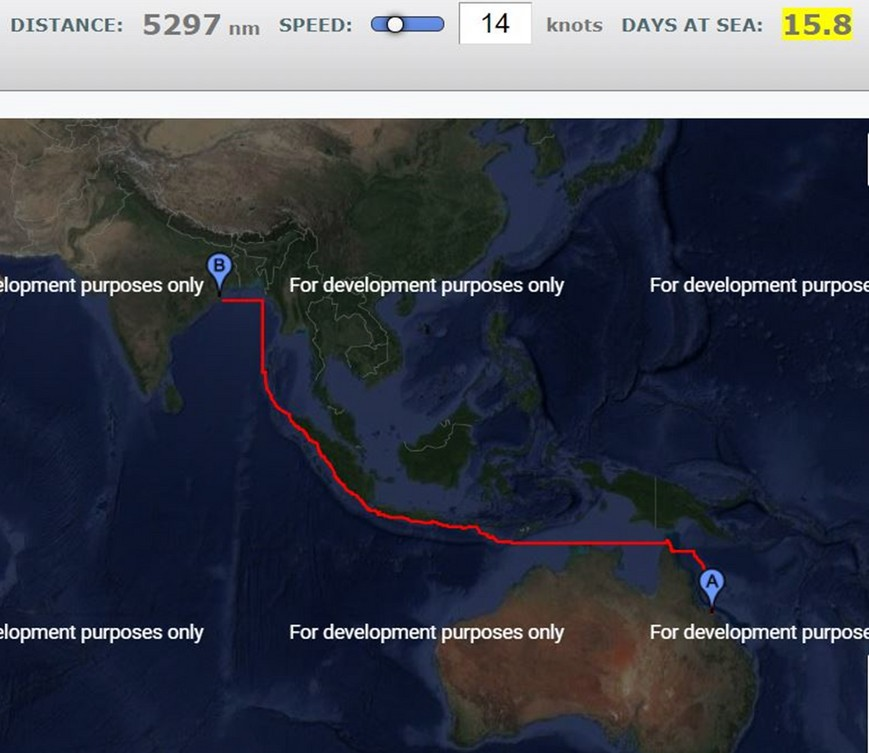 DISTANCE: 5297 nm SPEED: 14 knots DAYS AT SEA: 15.8
B
elopment purposes only For development purposes only For development purpose
A
elopment purposes only For development purposes only For development purpose